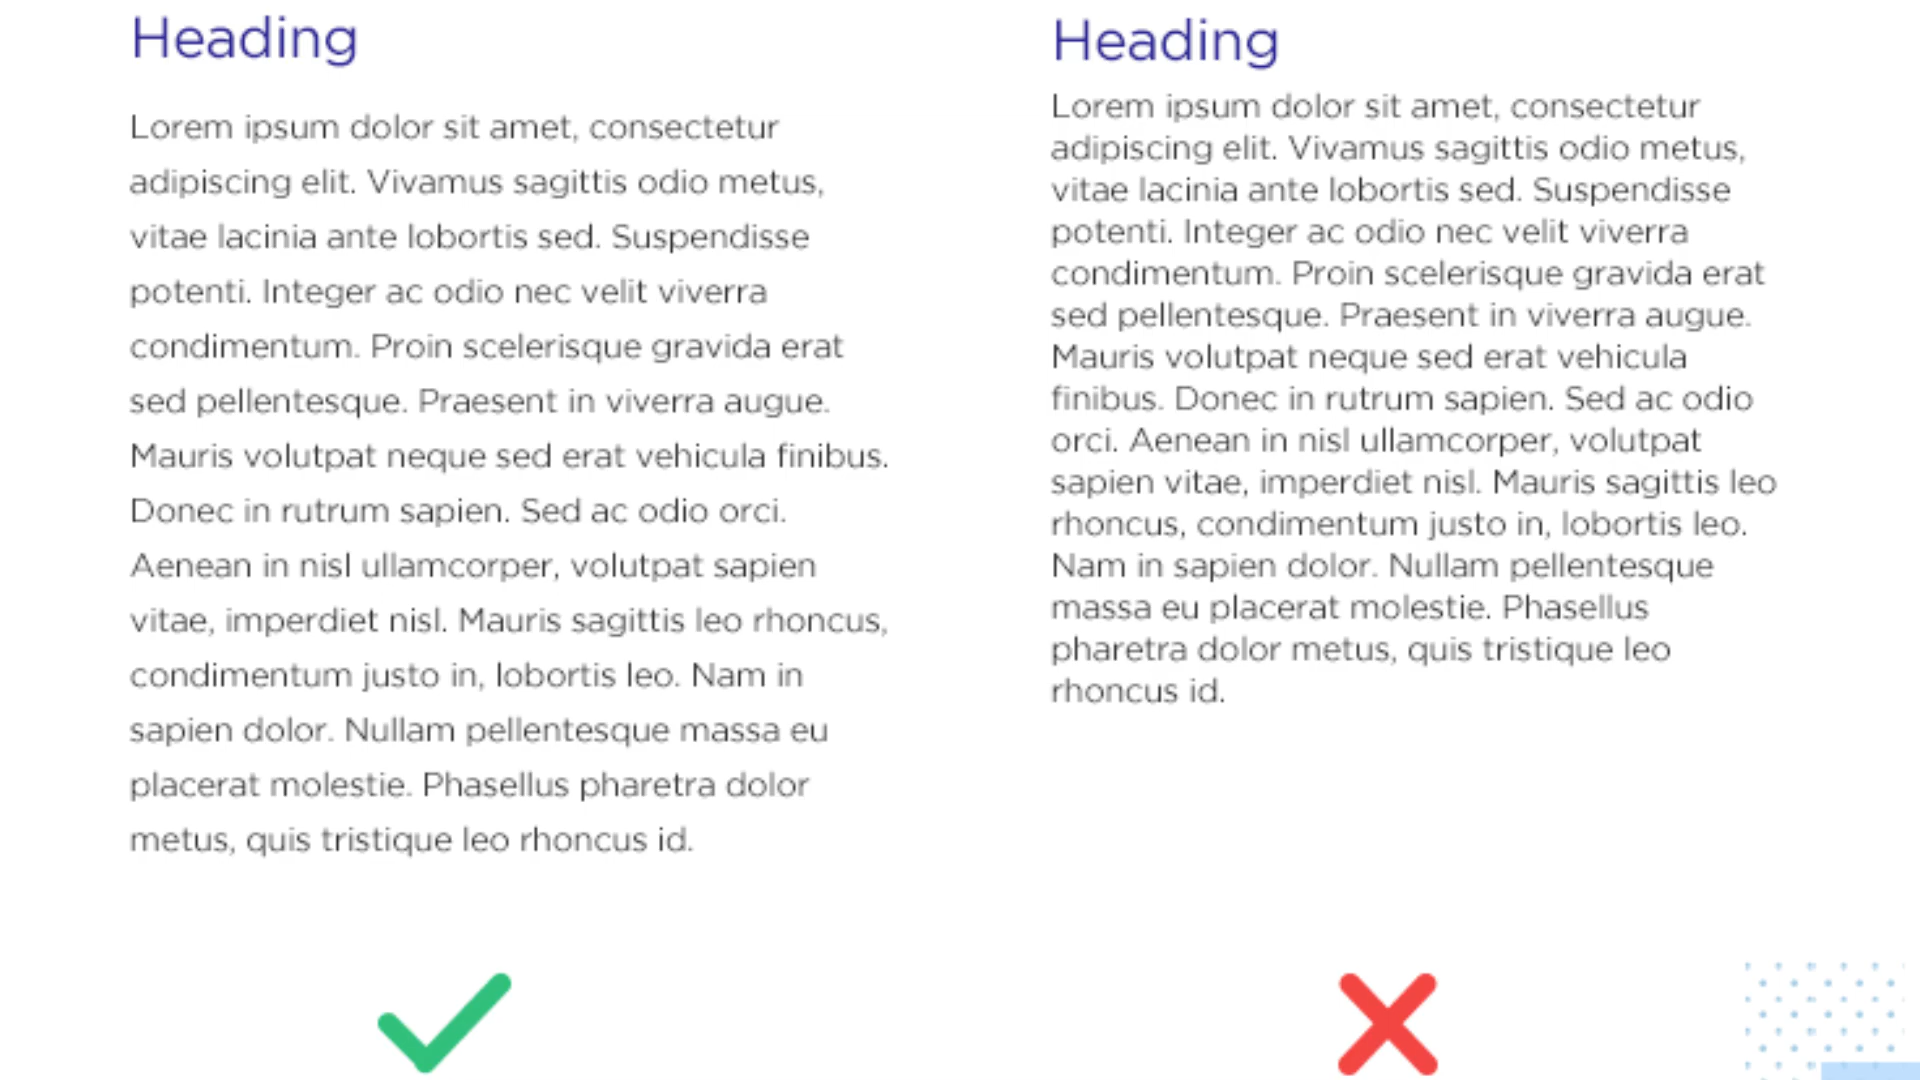 Heading
Lorem ipsum dolor sit amet, consectetur
adipiscing elit. Vivamus sagittis odio metus,
vitae lacinia ante lobortis sed. Suspendisse
potenti. Integer ac odio nec velit viverra
condimentum. Proin scelerisque gravida erat
sed pellentesque. Praesent in viverra augue.
Mauris volutpat neque sed erat vehicula finibus.
Donec in rutrum sapien. Sed ac odio orci.
Aenean in nisl ullamcorper, volutpat sapien
vitae, imperdiet nisl. Mauris sagittis leo rhoncus,
condimentum justo in, lobortis leo. Nam in
sapien dolor. Nullam pellentesque massa eu
placerat molestie. Phasellus pharetra dolor
metus, quis tristique leo rhoncus id.
Heading
Lorem ipsum dolor sit amet, consectetur
adipiscing elit. Vivamus sagittis odio metus,
vitae lacinia ante lobortis sed. Suspendisse
potenti. Integer ac odio nec velit viverra
condimentum. Proin scelerisque gravida erat
sed pellentesque. Praesent in viverra augue.
Mauris volutpat neque sed erat vehicula
finibus. Donec in rutrum sapien. Sed ac odio
orci. Aenean in nisl ullamcorper, volutpat
sapien vitae, imperdiet nisl. Mauris sagittis leo
rhoncus, condimentum justo in, lobortis leo.
Nam in sapien dolor. Nullam pellentesque
massa eu placerat molestie. Phasellus
pharetra dolor metus, quis tristique leo
rhoncus id.